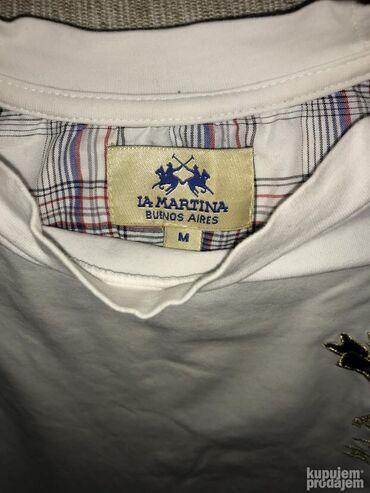 LA MARTINA
BUENOS AIRES
M
kupujem
prodajem